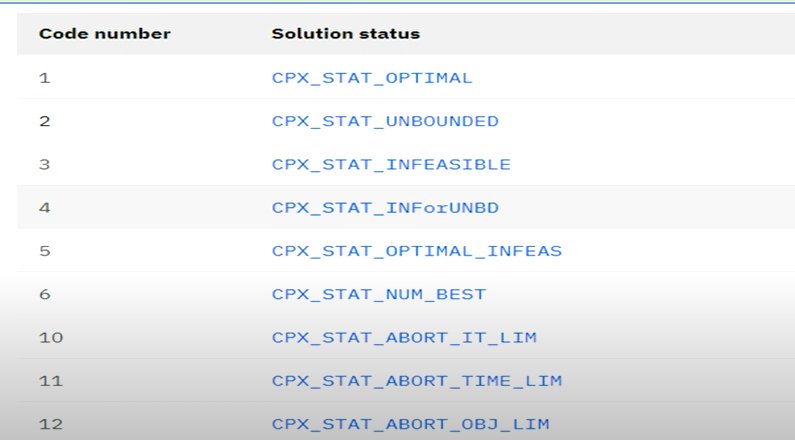 Code number Solution status
1 CPX_STAT_OPTIMAL
2 CPX_STAT_UNBOUNDED
3 CPX_STAT_INFEASIBLE
4 CPX_STAT_INForUNBD
5 CPX_STAT_OPTIMAL_INFEAS
6 CPX_STAT_NUM_BEST
10 CPX_STAT_ABORT_IT_LIM
11 CPX_STAT_ABORT_TIME_LIM
12 CPX_STAT_ABORT_OBJ_LIM